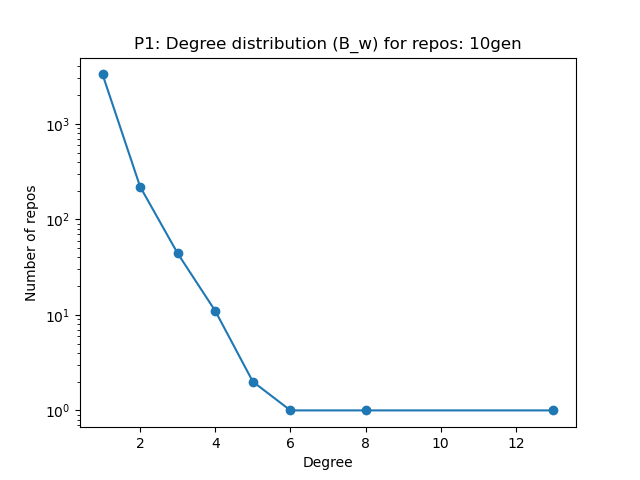 P1: Degree distribution (B_w) for repos: 10gen
Number of repos
10³
10²
10¹
10⁰
2 4 6 8 10 12
Degree